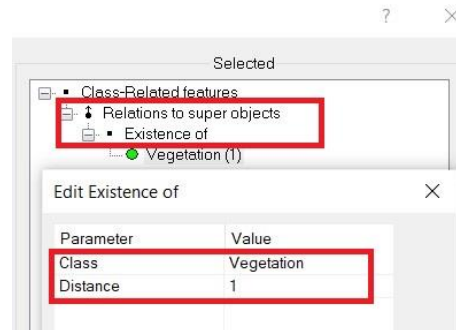 ? ×
Selected
Class-Related features
Relations to super objects
Existence of
Vegetation (1)
Edit Existence of ×
Parameter Value
Class Vegetation
Distance 1